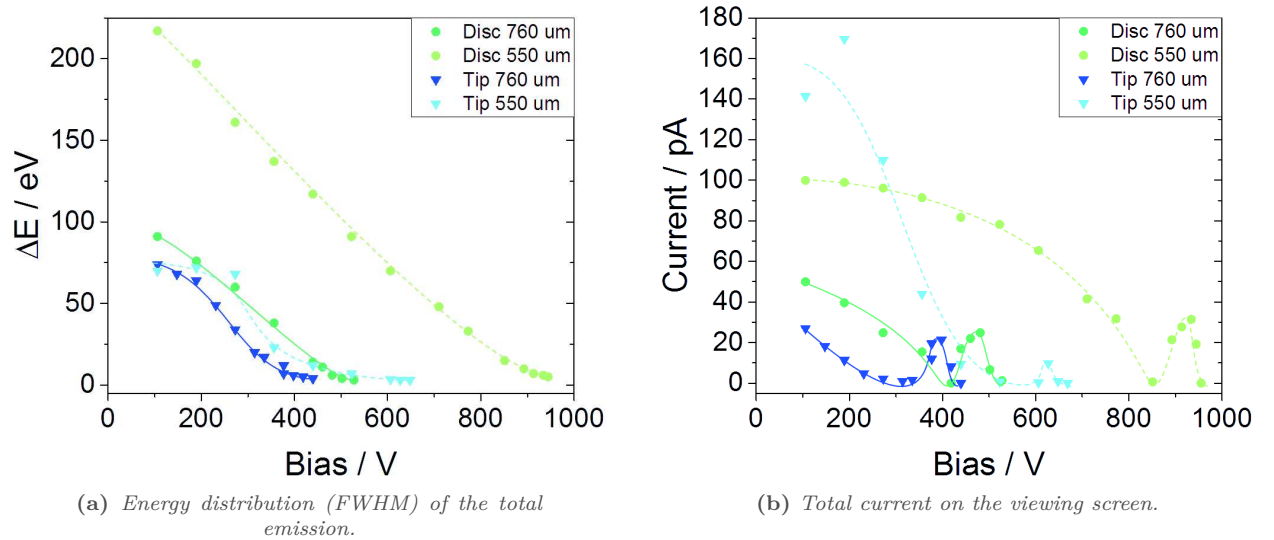 Disc 760 um
Disc 550 um
Tip 760 um
Tip 550 um
200
150
100
50
0
ΔE / eV
0 200 400 600 800 1000
Bias / V
(a) Energy distribution (FWHM) of the total
emission.
Disc 760 um
Disc 550 um
Tip 760 um
Tip 550 um
180
160
140
120
100
80
60
40
20
0
Current / pA
0 200 400 600 800 1000
Bias / V
(b) Total current on the viewing screen.